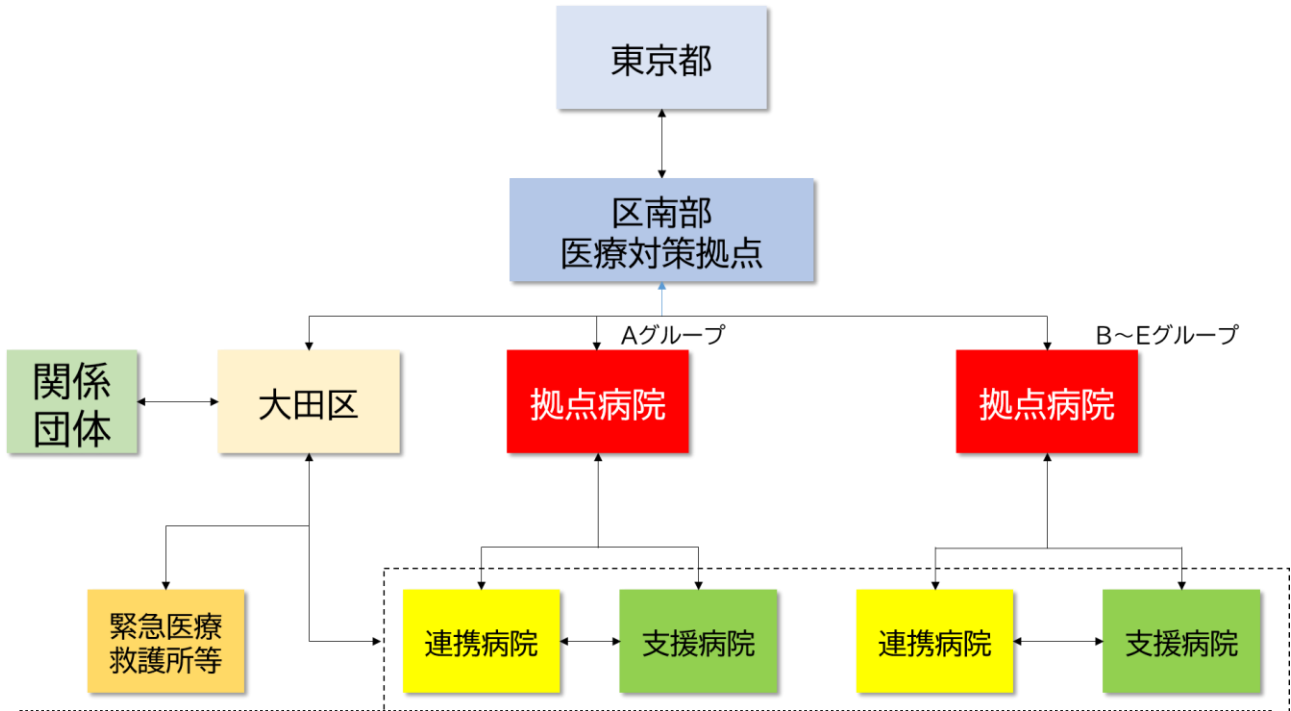 東京都
区南部
医療対策拠点
Aグループ
B～Eグループ
関係
団体
大田区
拠点病院
拠点病院
緊急医療
救護所等
連携病院
支援病院
連携病院
支援病院